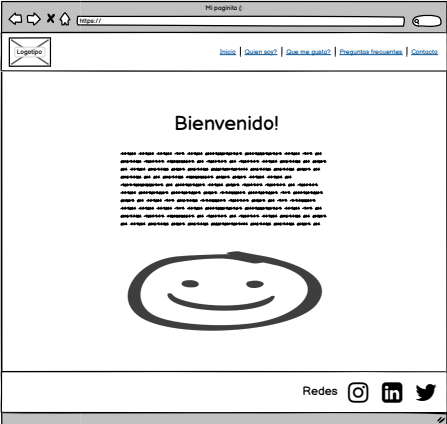 Mi paginita (:
https://
Logotipo
Inicio | Quien soy? | Que me gusta? | Preguntas frecuentes | Contacto
Bienvenido!
Redes